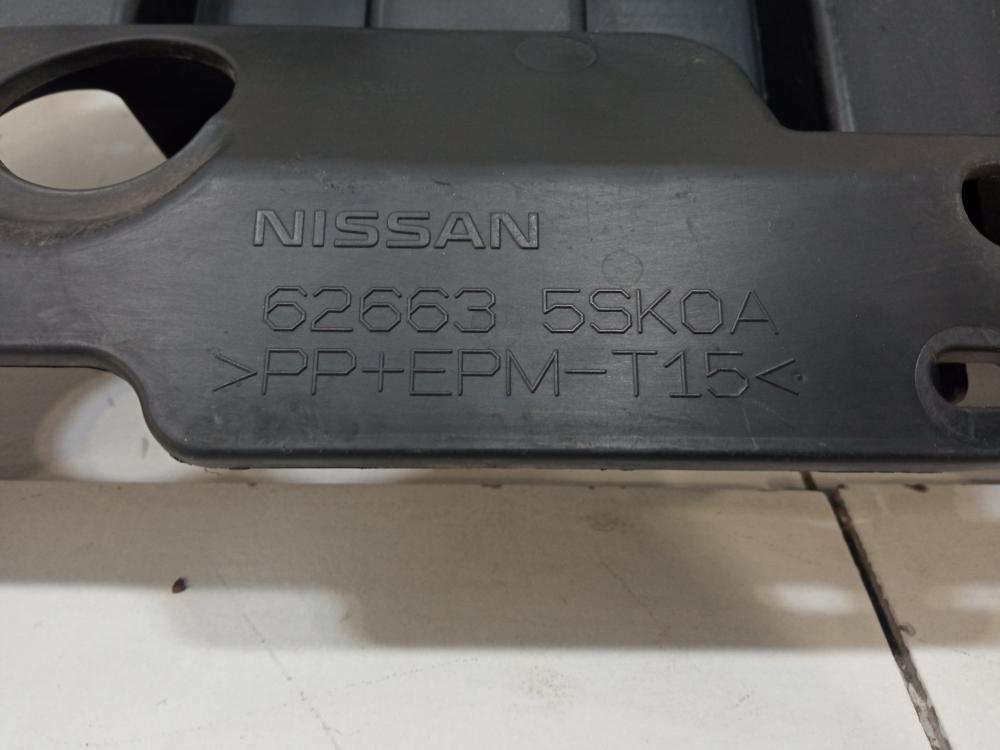 NISSAN
62663 5SK0A
>PP+EPM-T15<